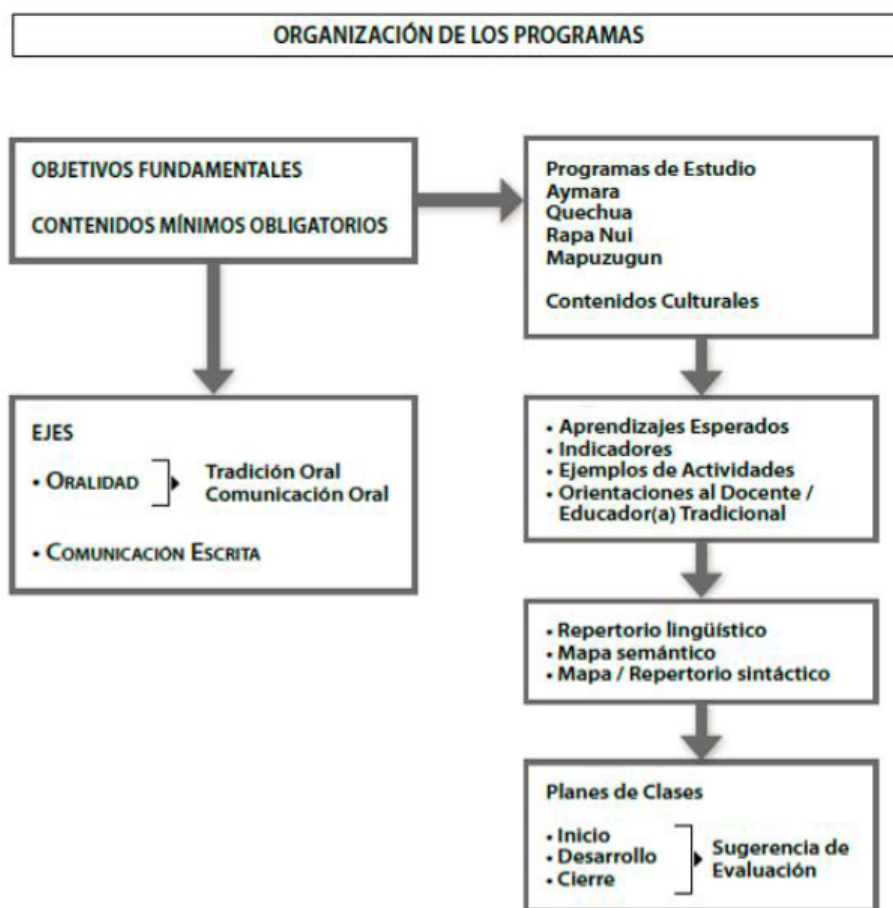 ORGANIZACIÓN DE LOS PROGRAMAS
OBJETIVOS FUNDAMENTALES
CONTENIDOS MÍNIMOS OBLIGATORIOS
EJES
• ORALIDAD
Tradición Oral
Comunicación Oral
• COMUNICACIÓN ESCRITA
Programas de Estudio
Aymara
Quechua
Rapa Nui
Mapuzugun
Contenidos Culturales
• Aprendizajes Esperados
• Indicadores
• Ejemplos de Actividades
• Orientaciones al Docente /
Educador(a) Tradicional
• Repertorio lingüístico
• Mapa semántico
• Mapa / Repertorio sintáctico
Planes de Clases
• Inicio
• Desarrollo
• Cierre
Sugerencia de
Evaluación